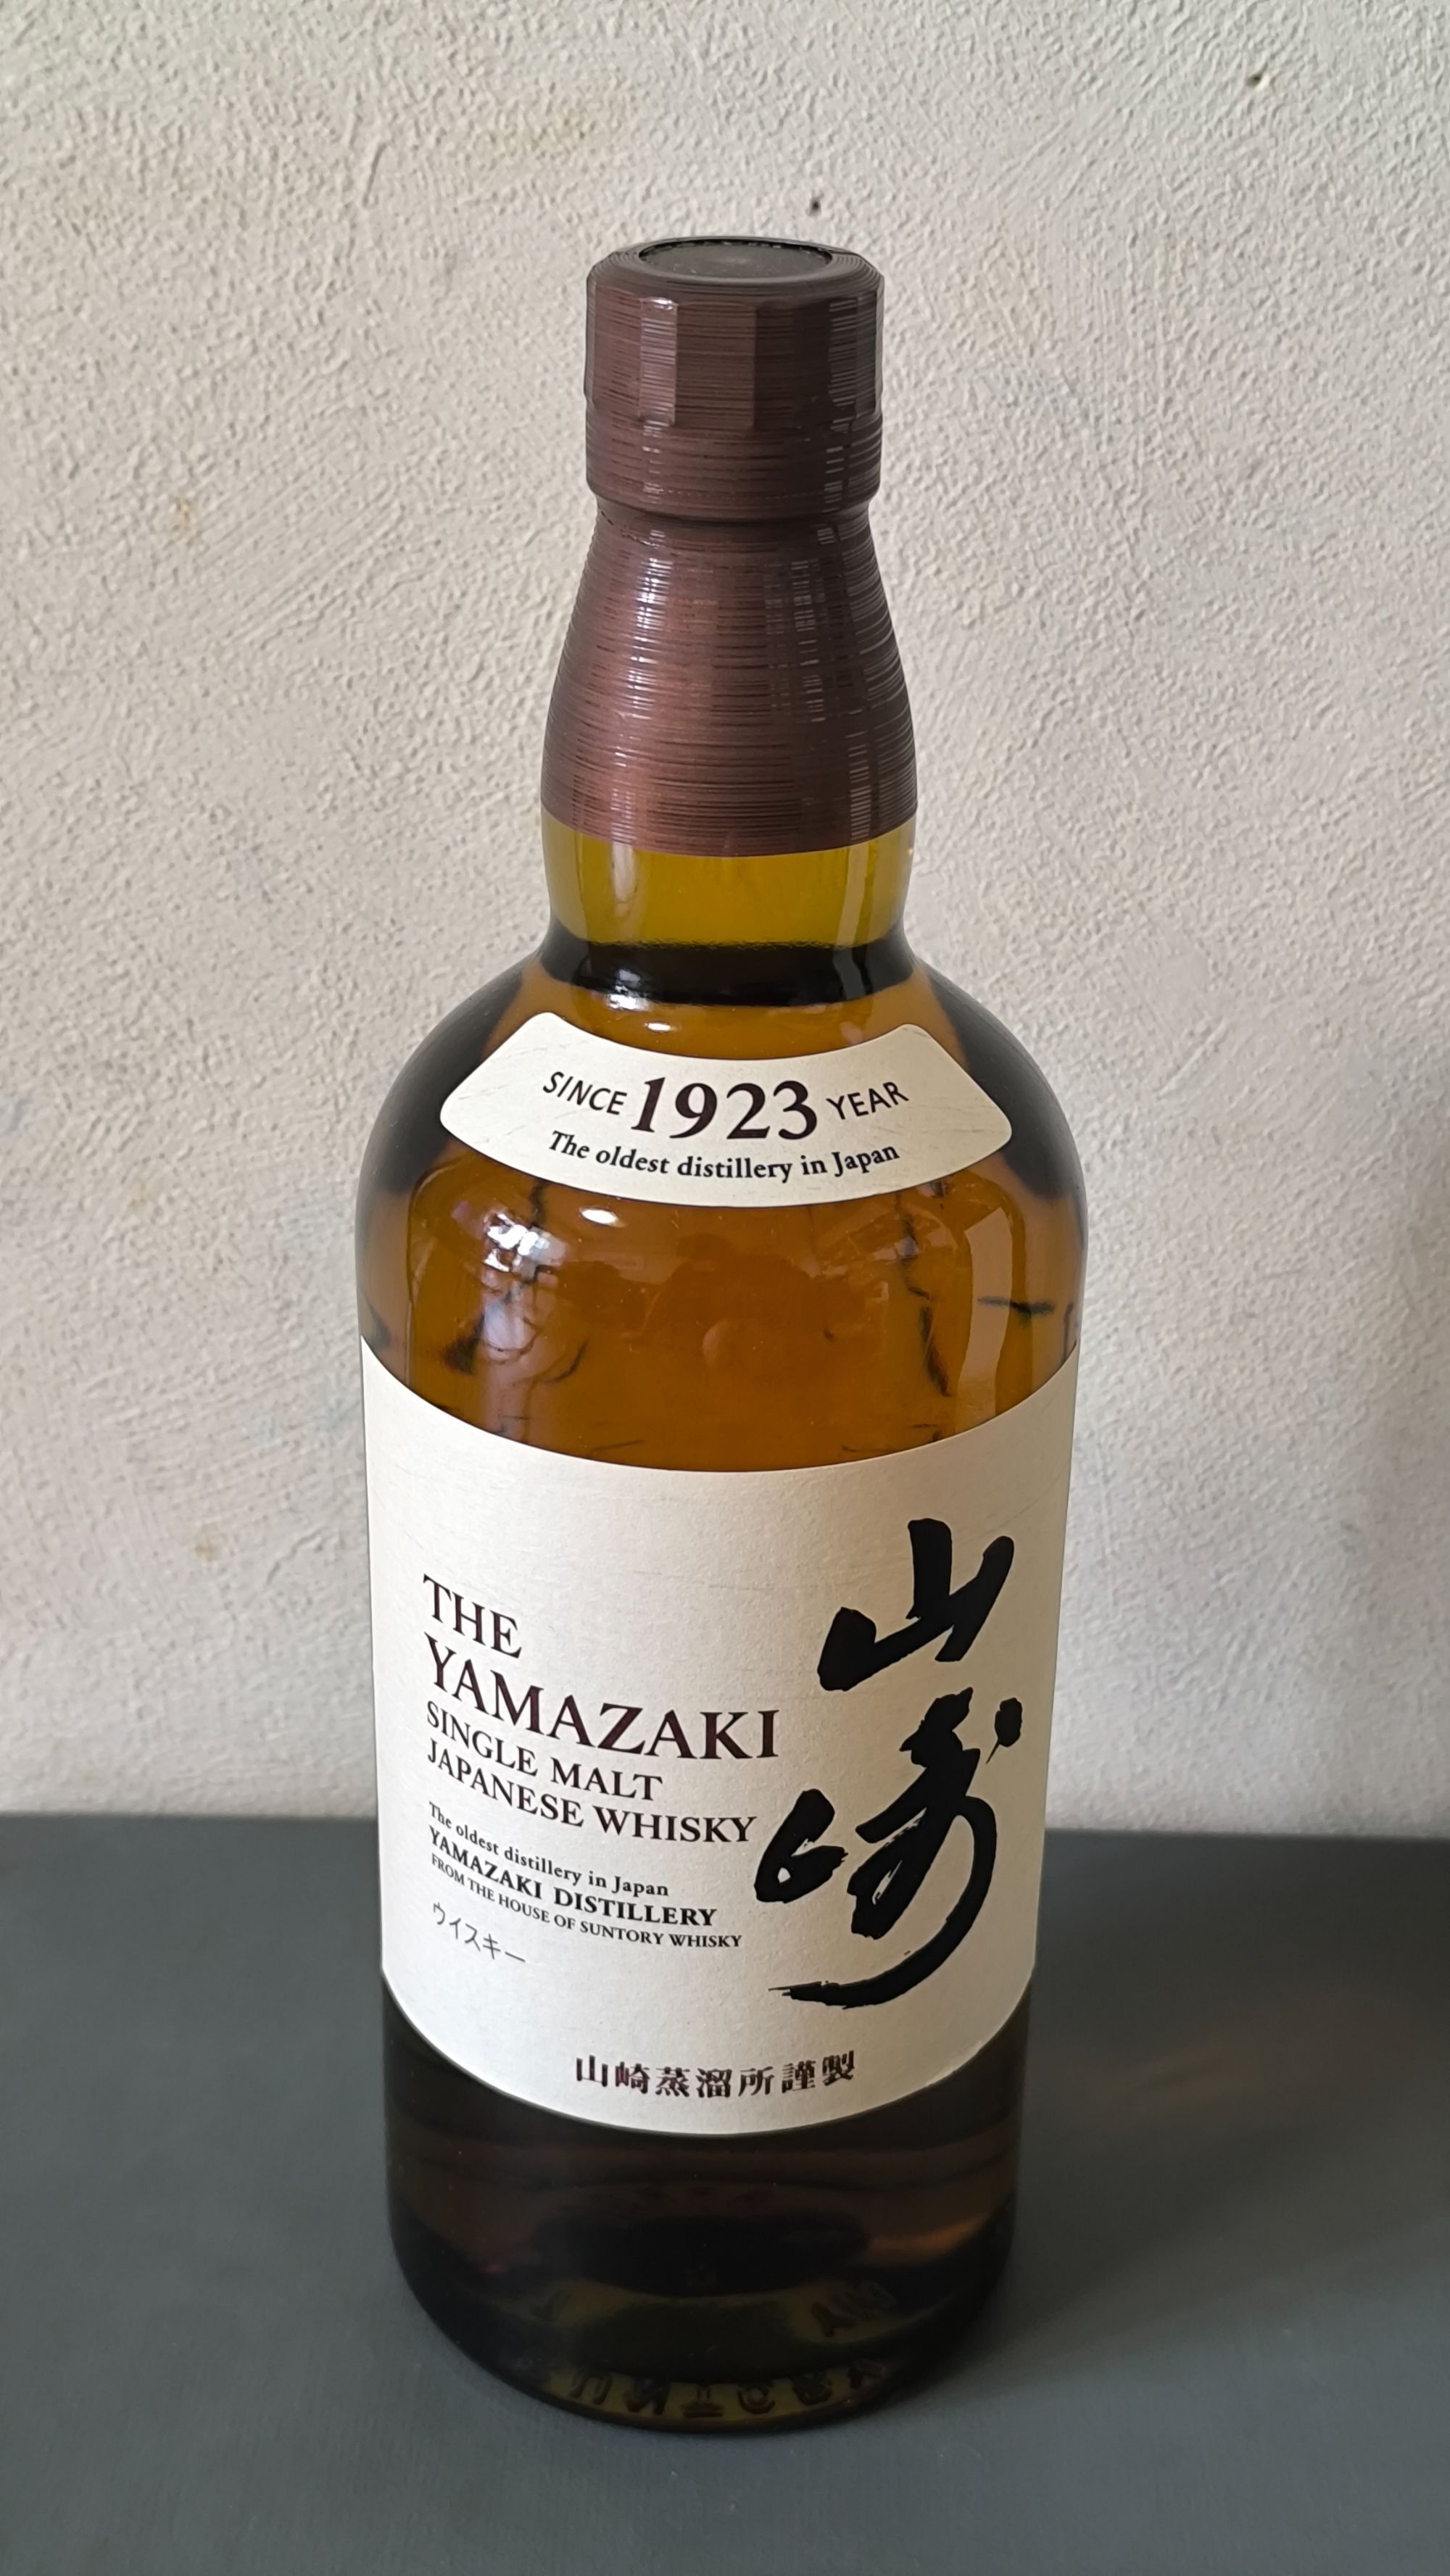 SINCE 1923 YEAR
The oldest distillery in Japan
THE
YAMAZAKI
SINGLE MALT
JAPANESE WHISKY
The oldest distillery in Japan
YAMAZAKI DISTILLERY
FROM THE HOUSE OF SUNTORY WHISKY
ウイスキー
山崎
山崎蒸溜所謹製